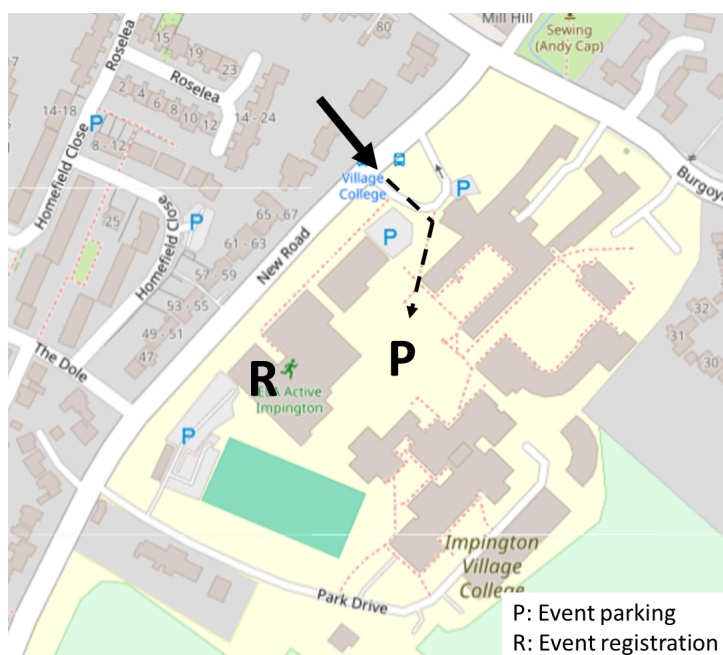 Mill Hill
Sewing
(Andy Cap)
80
15
19
23
Roselea
Roselea
2
4
6
8
10
12
14 - 24
14-18
P
8 - 12
Homefield Close
Village
College
P
Burgoy
25
65 - 67
P
61 - 63
P
New Road
Homefield Close
57 - 59
53 - 55
49 - 51
47
32
31
30
The Dole
P
R
Active
Impington
P
Impington
Village
College
Park Drive
P: Event parking
R: Event registration